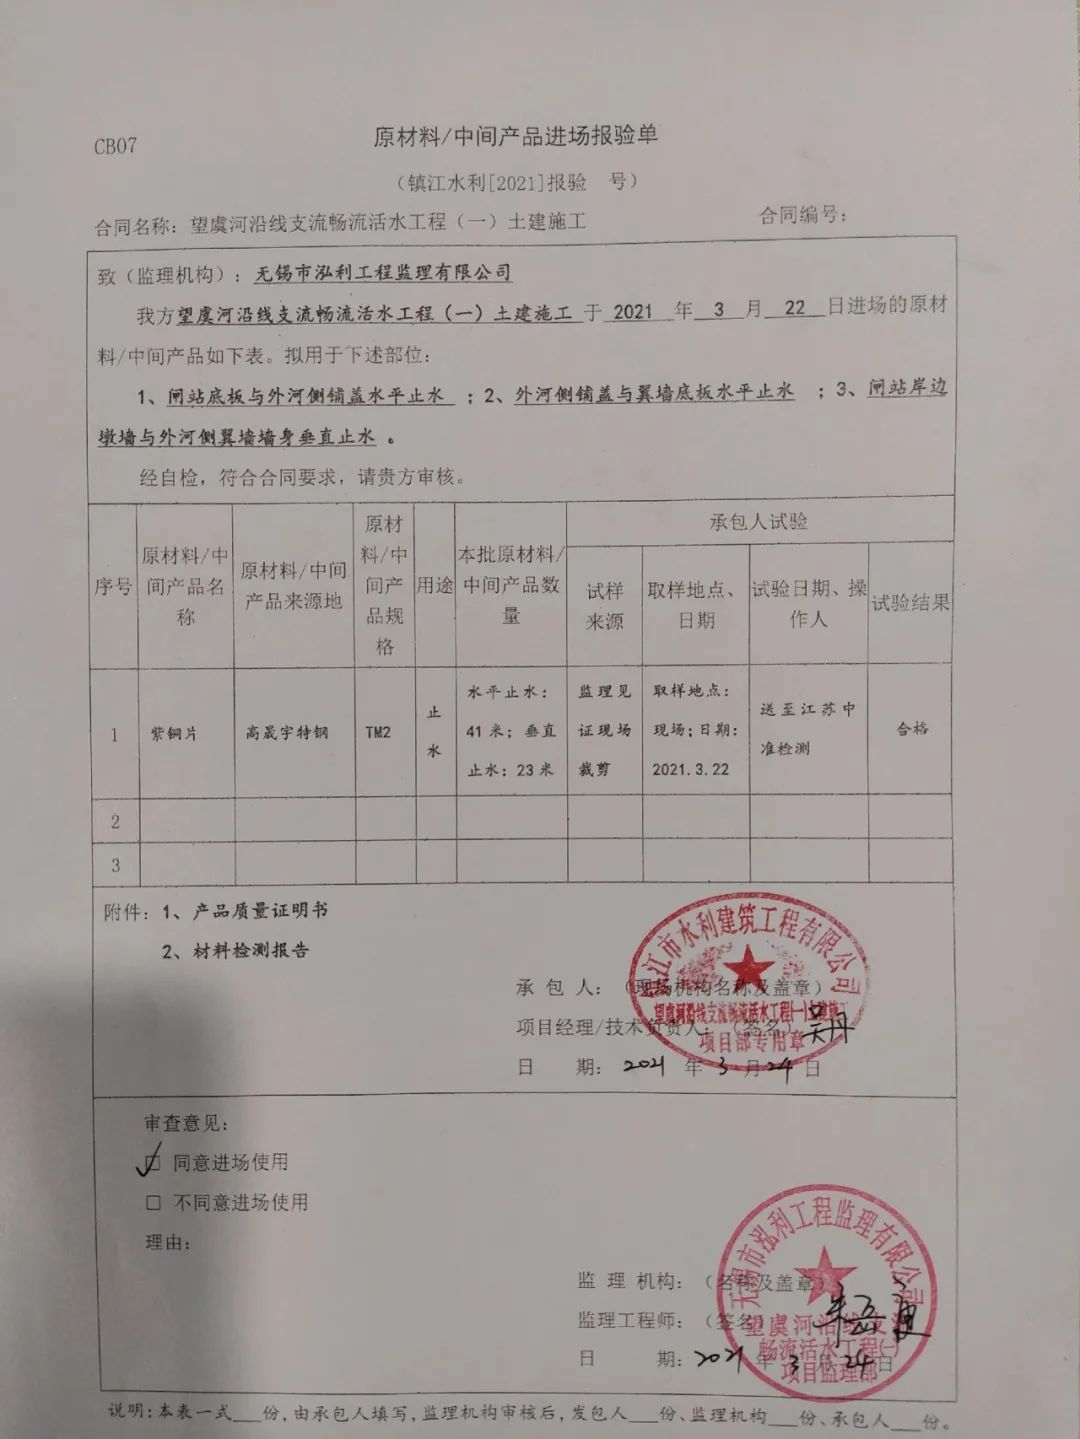 CB07
原材料/中间产品进场报验单
（镇江水利[2021]报验　号）
合同名称：望虞河沿线支流畅流活水工程（一）土建施工
合同编号：
致（监理机构）：无锡市泓利工程监理有限公司
我方望虞河沿线支流畅流活水工程（一）土建施工于 2021 年 3 月 22 日进场的原材
料/中间产品如下表。拟用于下述部位：
1、闸站底板与外河侧铺盖水平止水 ；2、外河侧铺盖与翼墙底板水平止水 ；3、闸站岸边
墩墙与外河侧翼墙墙身垂直止水 。
经自检，符合合同要求，请贵方审核。
序号
原材料/中
间产品名
称
原材料/中间
产品来源地
原材
料/中
间产
品规
格
用途
本批原材料/
中间产品数
量
承包人试验
试样
来源
取样地点、
日期
试验日期、操
作人
试验结果
1
紫铜片
高晟宇特钢
TM2
止
水
水平止水：
41 米；垂直
止水：23 米
监理见
证现场
裁剪
取样地点：
现场；日期：
2021.3.22
送至江苏中
准检测
合格
2
3
附件：1、产品质量证明书
2、材料检测报告
镇江市水利建筑工程有限公司
望虞河沿线支流畅流活水工程(一)土建施工
项目部专用章
承 包 人：（现场机构名称及盖章）
项目经理/技术负责人：（签名）吴丹
日　　期：2021 年 3 月 24 日
审查意见：
☑ 同意进场使用
□ 不同意进场使用
理由：
无锡市泓利工程监理有限公司
望虞河沿线支流
畅流活水工程(一)
项目监理部
监 理 机构：（名称及盖章）
监理工程师：（签名）
日　　期：2021 年 3 月 24 日
说明：本表一式___份，由承包人填写，监理机构审核后，发包人___份、监理机构___份、承包人___份。